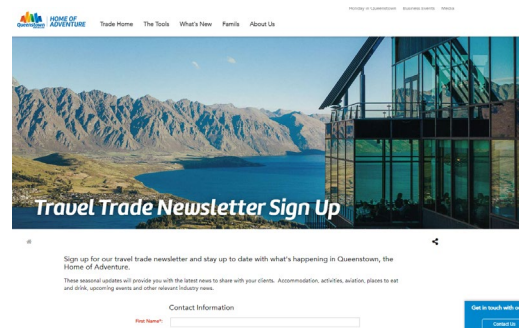 Holiday in Queenstown Business Events Media
Queenstown HOME OF ADVENTURE
Trade Home The Tools What's New Famils About Us
Travel Trade Newsletter Sign Up
Sign up for our travel trade newsletter and stay up to date with what's happening in Queenstown, the
Home of Adventure.
These seasonal updates will provide you with the latest news to share with your clients. Accommodation, activities, aviation, places to eat
and drink, upcoming events and other relevant industry news.
Contact Information
First Name*:
Get in touch with o
Contact Us